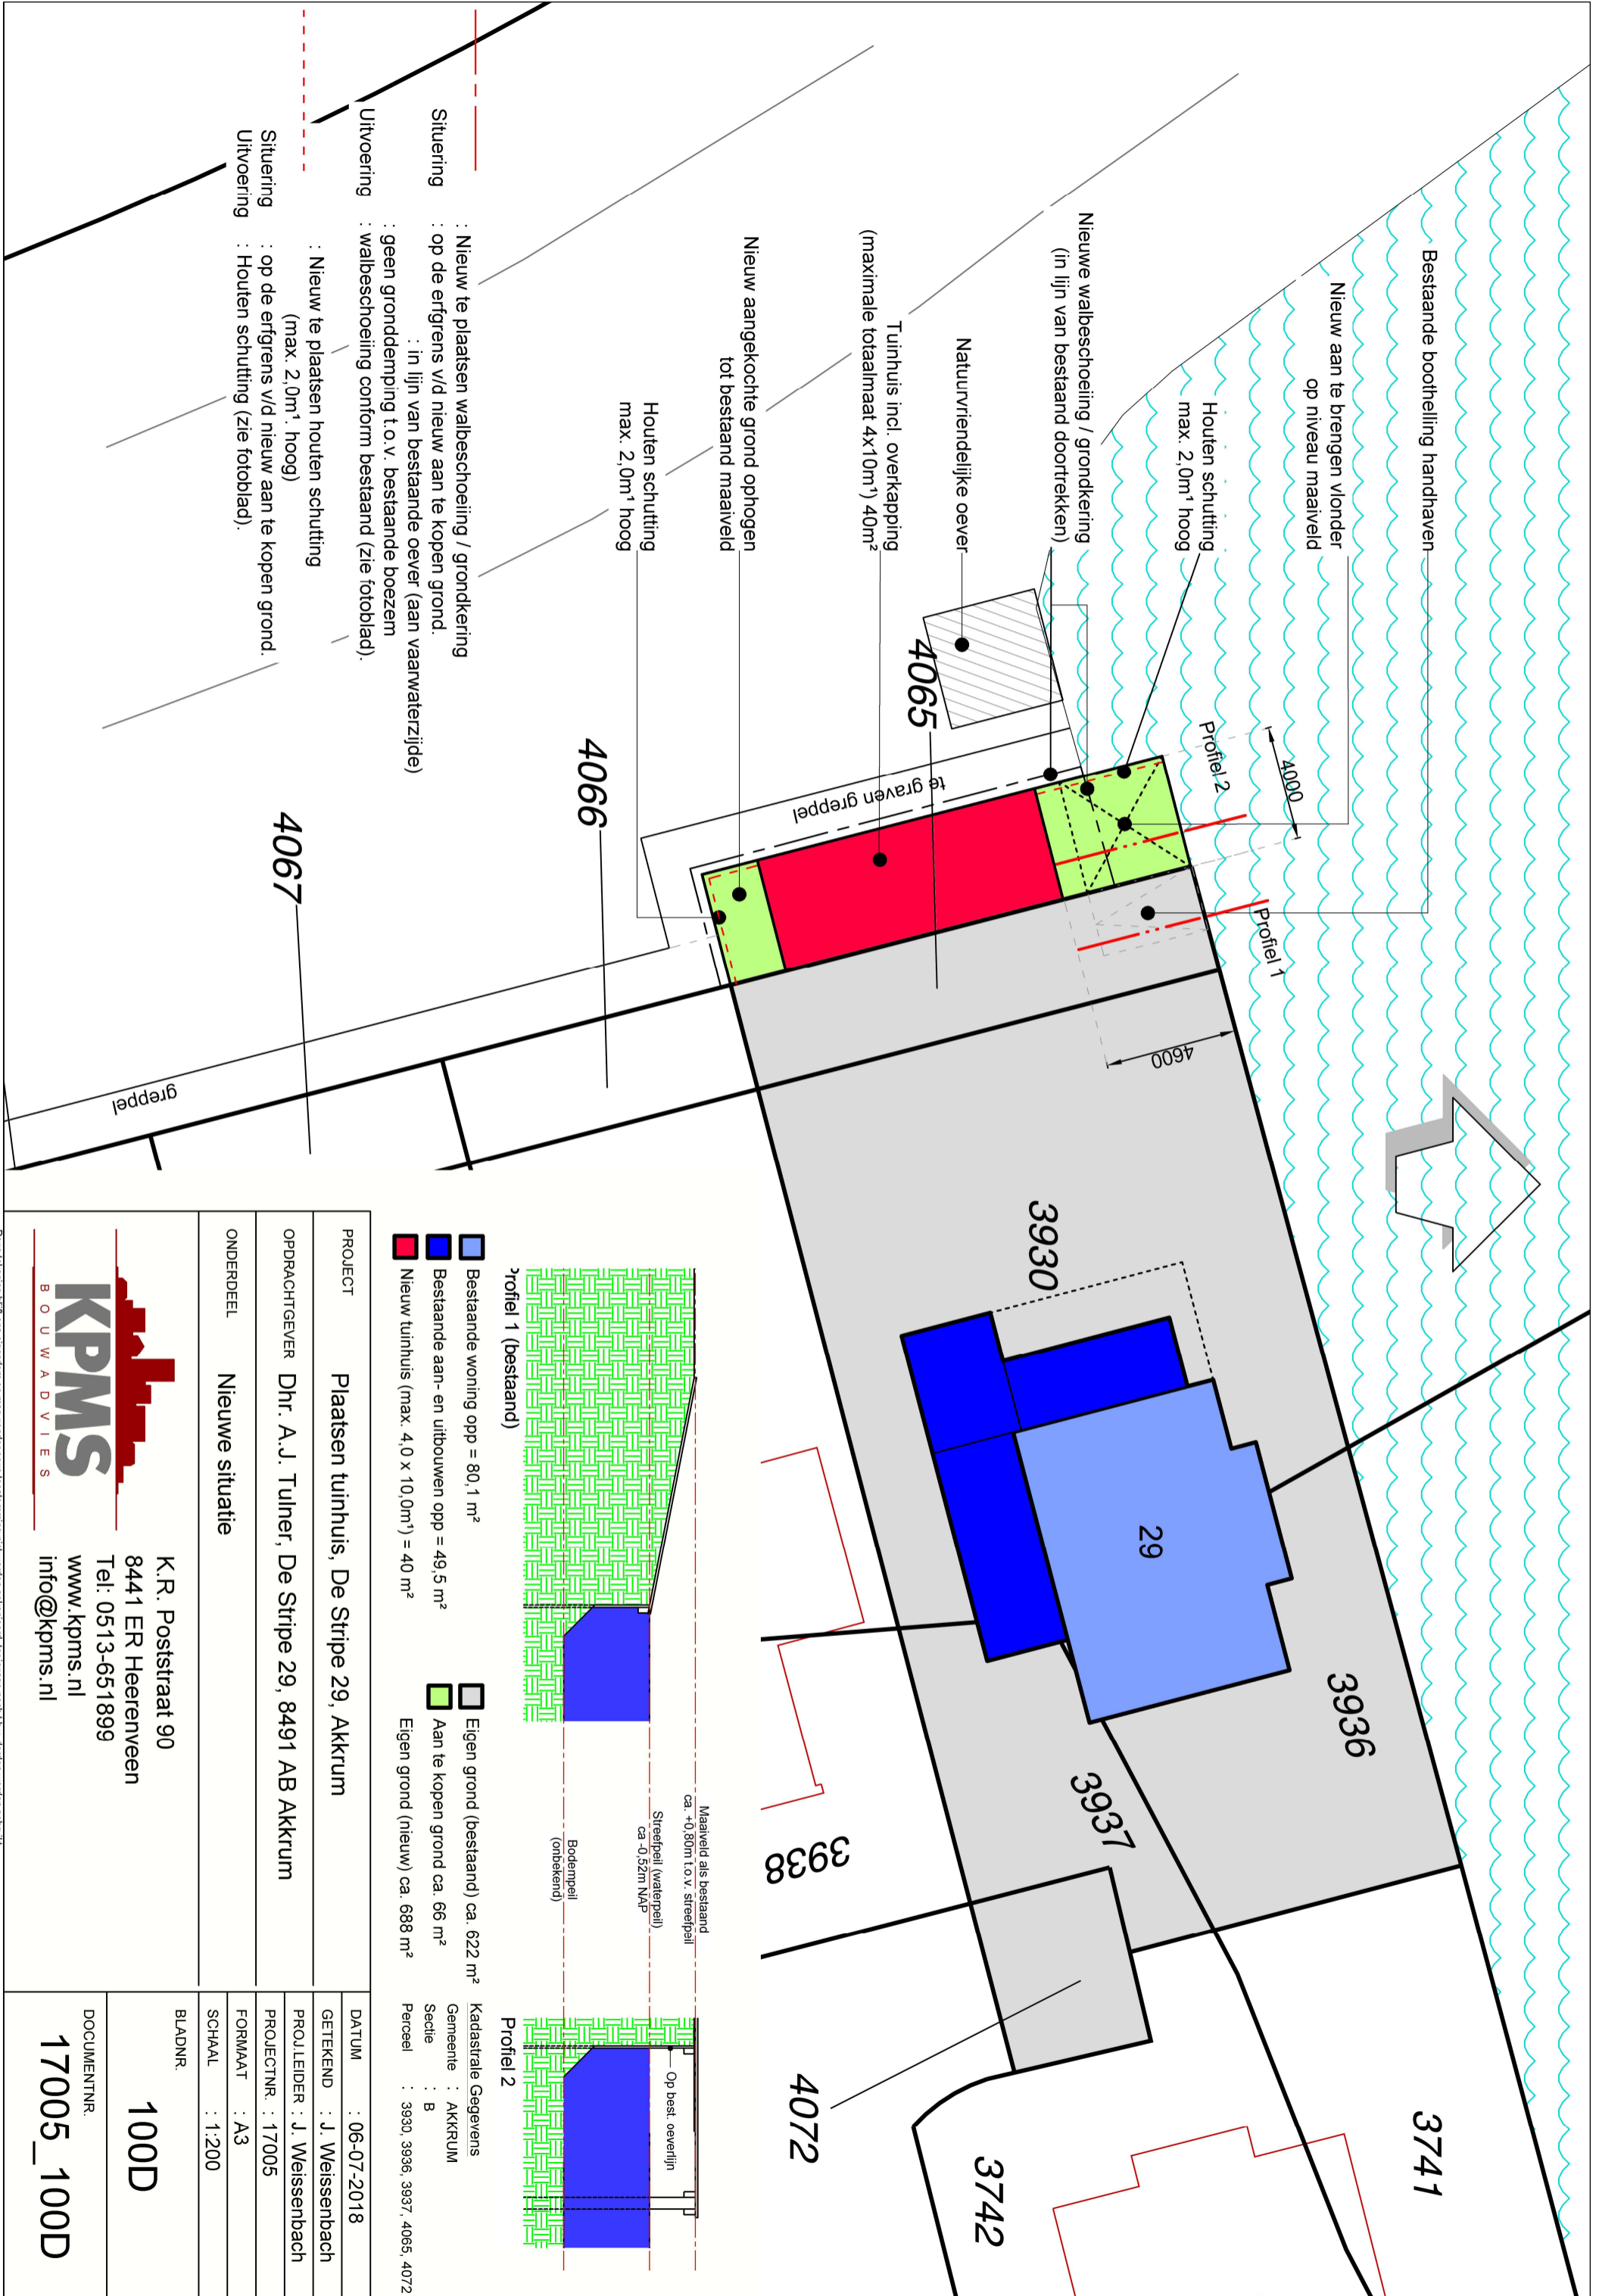 Bestaande boothelling handhaven
Nieuw aan te brengen vlonder
op niveau maaiveld
Houten schutting
max. 2,0m¹ hoog
Nieuwe walbeschoeiing / grondkering
(in lijn van bestaand doortrekken)
Natuurvriendelijke oever
Tuinhuis incl. overkapping
(maximale totaalmaat 4x10m¹) 40m²
Nieuw aangekochte grond ophogen
tot bestaand maaiveld
Houten schutting
max. 2,0m¹ hoog
: Nieuw te plaatsen walbeschoeiing / grondkering
Situering : op de erfgrens v/d nieuw aan te kopen grond.
: in lijn van bestaande oever (aan vaarwaterzijde)
: geen gronddemping t.o.v. bestaande boezem
Uitvoering : walbeschoeiing conform bestaand (zie fotoblad).
: Nieuw te plaatsen houten schutting
(max. 2,0m¹. hoog)
Situering : op de erfgrens v/d nieuw aan te kopen grond.
Uitvoering : Houten schutting (zie fotoblad).
4065
4066
4067
te graven greppel
greppel
Profiel 2
4000
Profiel 1
4600
3930
29
3936
3937
3938
4072
3741
3742
Profiel 1 (bestaand)
Maaiveld als bestaand
ca. +0,80m t.o.v. streefpeil
Streefpeil (waterpeil)
ca -0,52m NAP
Bodempeil
(onbekend)
Op best. oeverlijn
Profiel 2
Bestaande woning opp = 80,1 m²
Bestaande aan- en uitbouwen opp = 49,5 m²
Nieuw tuinhuis (max. 4,0 x 10,0m¹) = 40 m²
Eigen grond (bestaand) ca. 622 m²
Aan te kopen grond ca. 66 m²
Eigen grond (nieuw) ca. 688 m²
Kadastrale Gegevens
Gemeente : AKKRUM
Sectie : B
Perceel : 3930, 3936, 3937, 4065, 4072
PROJECT Plaatsen tuinhuis, De Stripe 29, Akkrum
OPDRACHTGEVER Dhr. A.J. Tulner, De Stripe 29, 8491 AB Akkrum
ONDERDEEL Nieuwe situatie
KPMS
BOUWADVIES
K.R. Poststraat 90
8441 ER Heerenveen
Tel: 0513-651899
www.kpms.nl
info@kpms.nl
DATUM : 06-07-2018
GETEKEND : J. Weissenbach
PROJ.LEIDER : J. Weissenbach
PROJECTNR. : 17005
FORMAAT : A3
SCHAAL : 1:200
BLADNR.
100D
DOCUMENTNR.
17005_100D